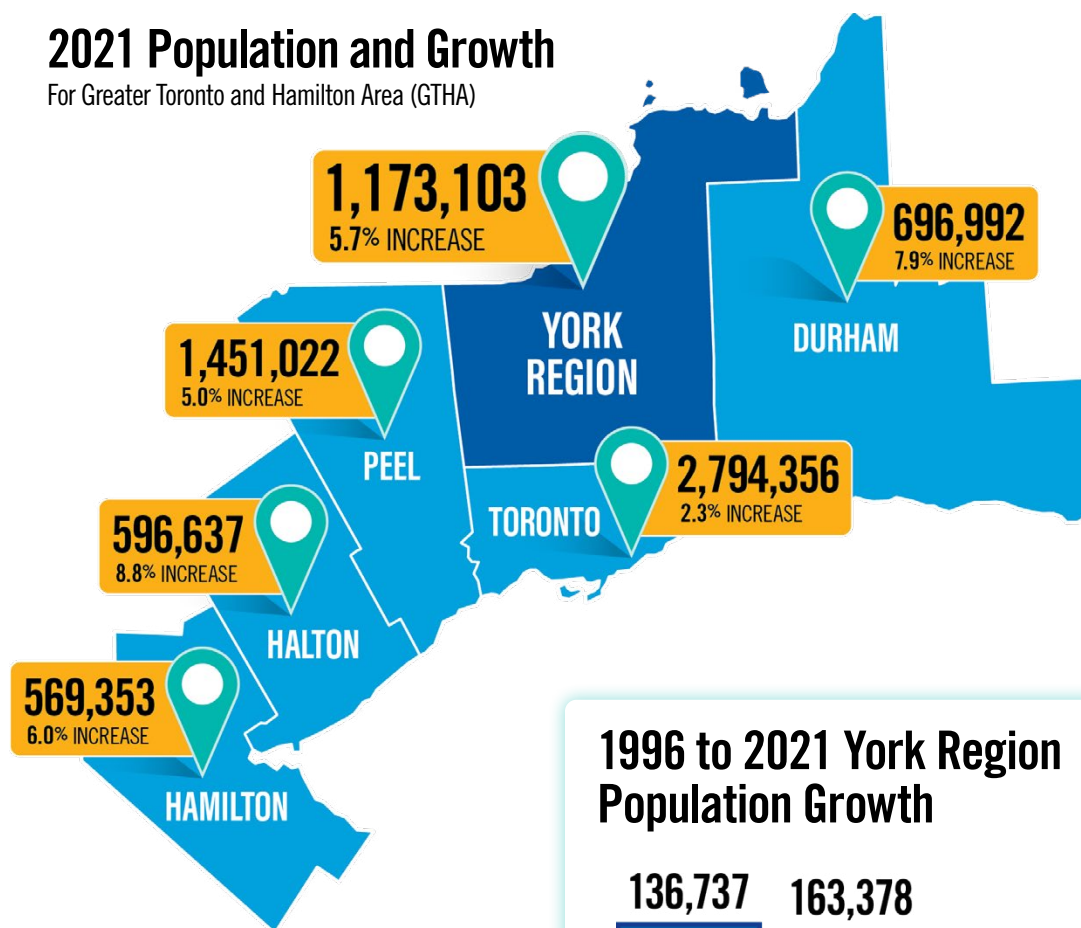 2021 Population and Growth
For Greater Toronto and Hamilton Area (GTHA)
1,173,103
5.7% INCREASE
696,992
7.9% INCREASE
YORK
REGION
DURHAM
1,451,022
5.0% INCREASE
PEEL
2,794,356
2.3% INCREASE
TORONTO
596,637
8.8% INCREASE
HALTON
569,353
6.0% INCREASE
HAMILTON
1996 to 2021 York Region
Population Growth
136,737 163,378